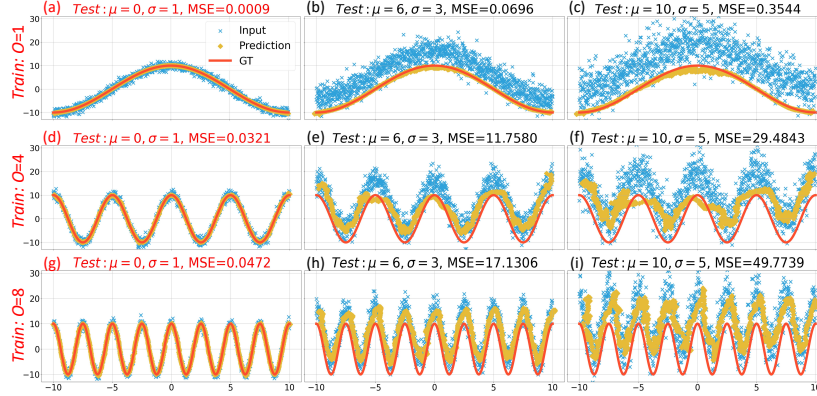 (a) Test: μ = 0, σ = 1, MSE=0.0009
(b) Test: μ = 6, σ = 3, MSE=0.0696
(c) Test: μ = 10, σ = 5, MSE=0.3544
Train: O=1
30
20
10
0
−10
Input
Prediction
GT
(d) Test: μ = 0, σ = 1, MSE=0.0321
(e) Test: μ = 6, σ = 3, MSE=11.7580
(f) Test: μ = 10, σ = 5, MSE=29.4843
Train: O=4
30
20
10
0
−10
(g) Test: μ = 0, σ = 1, MSE=0.0472
(h) Test: μ = 6, σ = 3, MSE=17.1306
(i) Test: μ = 10, σ = 5, MSE=49.7739
Train: O=8
30
20
10
0
−10
−10 −5 0 5 10
−10 −5 0 5 10
−10 −5 0 5 10